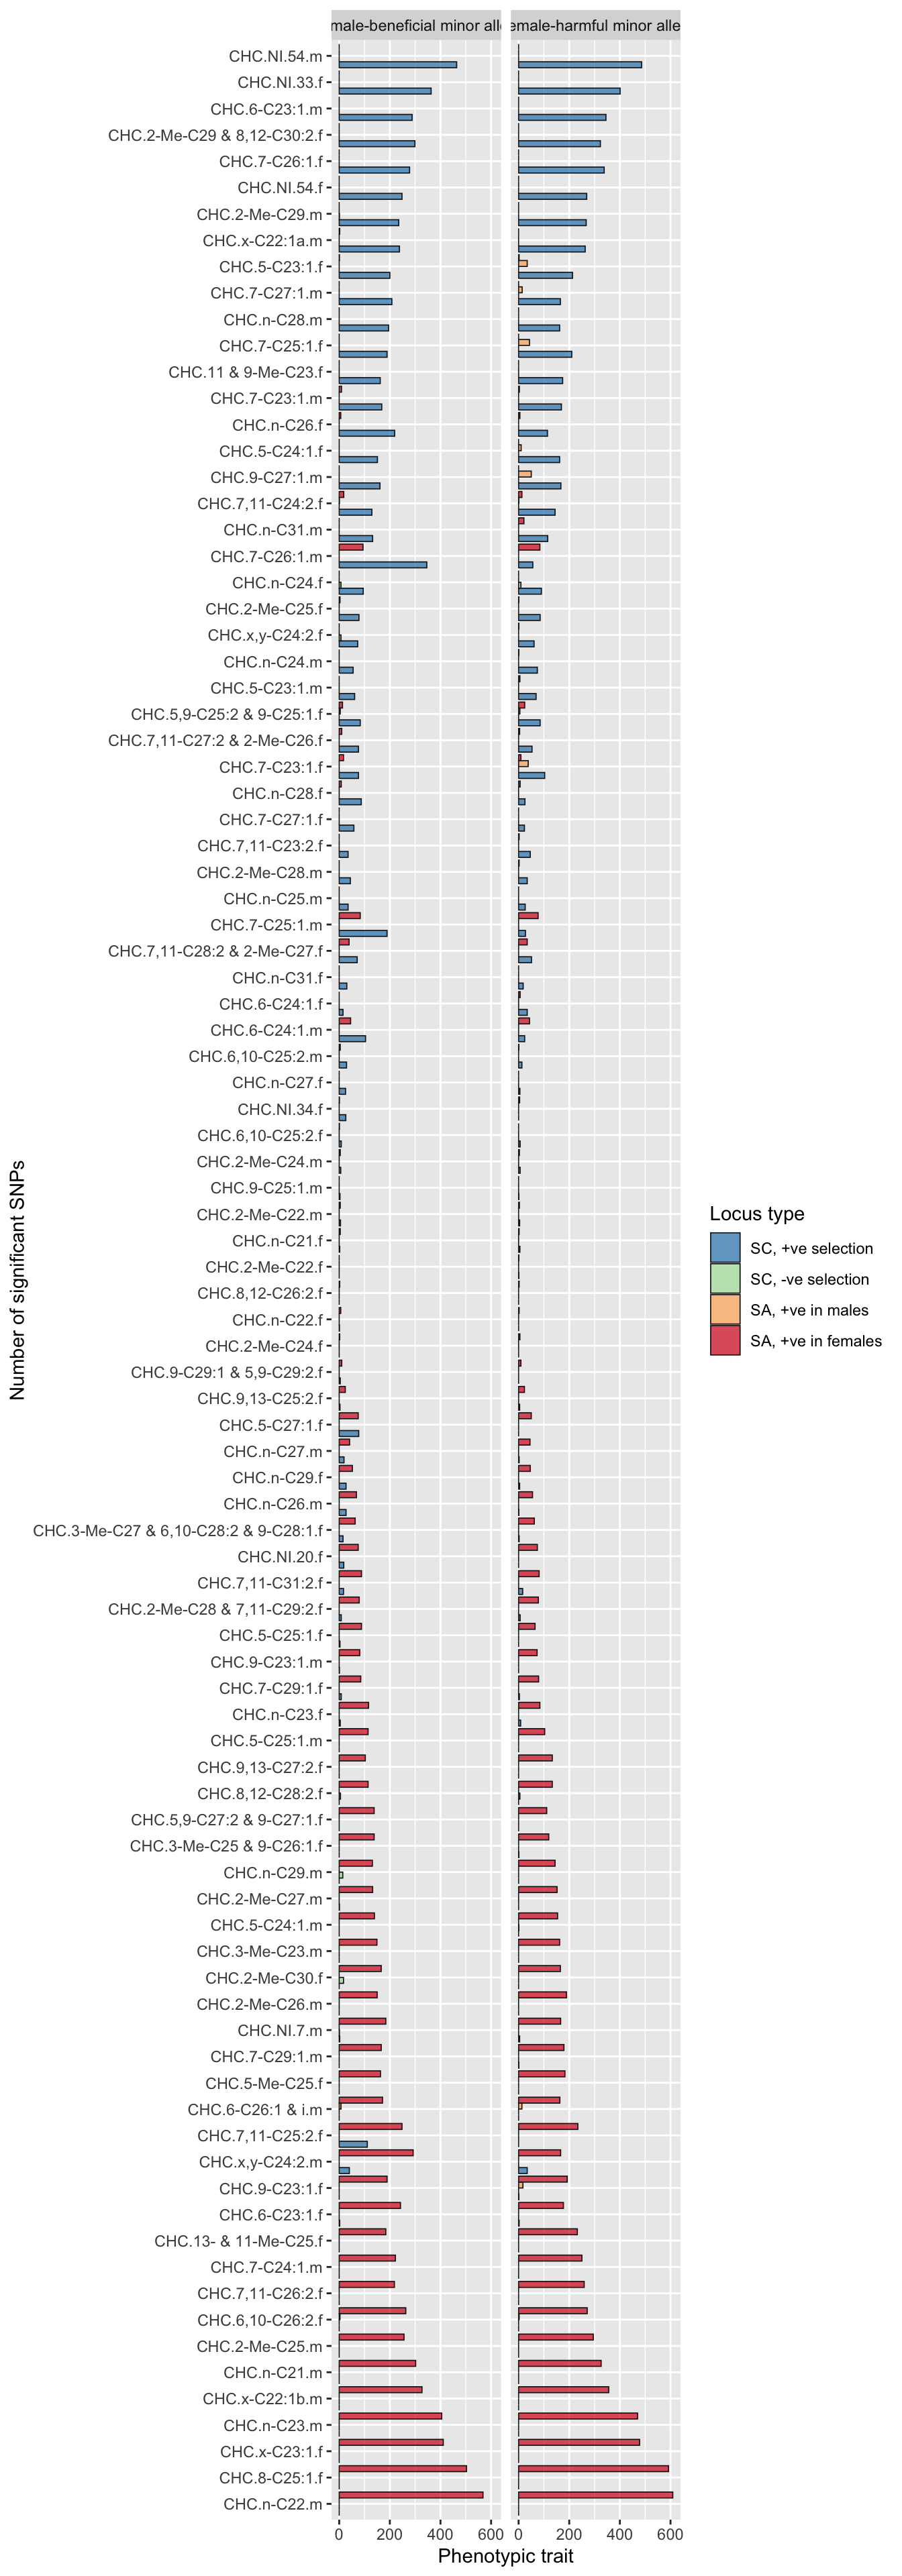 male-beneficial minor alle
emale-harmful minor alle
CHC.NI.54.m
CHC.NI.33.f
CHC.6-C23:1.m
CHC.2-Me-C29 & 8,12-C30:2.f
CHC.7-C26:1.f
CHC.NI.54.f
CHC.2-Me-C29.m
CHC.x-C22:1a.m
CHC.5-C23:1.f
CHC.7-C27:1.m
CHC.n-C28.m
CHC.7-C25:1.f
CHC.11 & 9-Me-C23.f
CHC.7-C23:1.m
CHC.n-C26.f
CHC.5-C24:1.f
CHC.9-C27:1.m
CHC.7,11-C24:2.f
CHC.n-C31.m
CHC.7-C26:1.m
CHC.n-C24.f
CHC.2-Me-C25.f
CHC.x,y-C24:2.f
CHC.n-C24.m
CHC.5-C23:1.m
CHC.5,9-C25:2 & 9-C25:1.f
CHC.7,11-C27:2 & 2-Me-C26.f
CHC.7-C23:1.f
CHC.n-C28.f
CHC.7-C27:1.f
CHC.7,11-C23:2.f
CHC.2-Me-C28.m
CHC.n-C25.m
CHC.7-C25:1.m
CHC.7,11-C28:2 & 2-Me-C27.f
CHC.n-C31.f
CHC.6-C24:1.f
CHC.6-C24:1.m
CHC.6,10-C25:2.m
CHC.n-C27.f
CHC.NI.34.f
CHC.6,10-C25:2.f
CHC.2-Me-C24.m
CHC.9-C25:1.m
CHC.2-Me-C22.m
CHC.n-C21.f
CHC.2-Me-C22.f
CHC.8,12-C26:2.f
CHC.n-C22.f
CHC.2-Me-C24.f
CHC.9-C29:1 & 5,9-C29:2.f
CHC.9,13-C25:2.f
CHC.5-C27:1.f
CHC.n-C27.m
CHC.n-C29.f
CHC.n-C26.m
CHC.3-Me-C27 & 6,10-C28:2 & 9-C28:1.f
CHC.NI.20.f
CHC.7,11-C31:2.f
CHC.2-Me-C28 & 7,11-C29:2.f
CHC.5-C25:1.f
CHC.9-C23:1.m
CHC.7-C29:1.f
CHC.n-C23.f
CHC.5-C25:1.m
CHC.9,13-C27:2.f
CHC.8,12-C28:2.f
CHC.5,9-C27:2 & 9-C27:1.f
CHC.3-Me-C25 & 9-C26:1.f
CHC.n-C29.m
CHC.2-Me-C27.m
CHC.5-C24:1.m
CHC.3-Me-C23.m
CHC.2-Me-C30.f
CHC.2-Me-C26.m
CHC.NI.7.m
CHC.7-C29:1.m
CHC.5-Me-C25.f
CHC.6-C26:1 & i.m
CHC.7,11-C25:2.f
CHC.x,y-C24:2.m
CHC.9-C23:1.f
CHC.6-C23:1.f
CHC.13- & 11-Me-C25.f
CHC.7-C24:1.m
CHC.7,11-C26:2.f
CHC.6,10-C26:2.f
CHC.2-Me-C25.m
CHC.n-C21.m
CHC.x-C22:1b.m
CHC.n-C23.m
CHC.x-C23:1.f
CHC.8-C25:1.f
CHC.n-C22.m
0 200 400 600
0 200 400 600
Phenotypic trait
Number of significant SNPs
Locus type
SC, +ve selection
SC, -ve selection
SA, +ve in males
SA, +ve in females